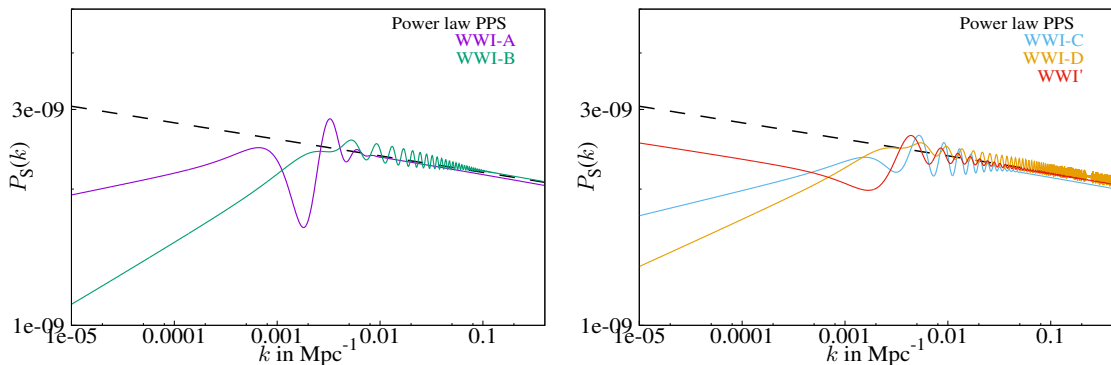 Power law PPS
WWI-A
WWI-B
3e-09
P_S(k)
1e-09
1e-05 0.0001 0.001 0.01 0.1
k in Mpc^-1
Power law PPS
WWI-C
WWI-D
WWI'
3e-09
P_S(k)
1e-09
1e-05 0.0001 0.001 0.01 0.1
k in Mpc^-1